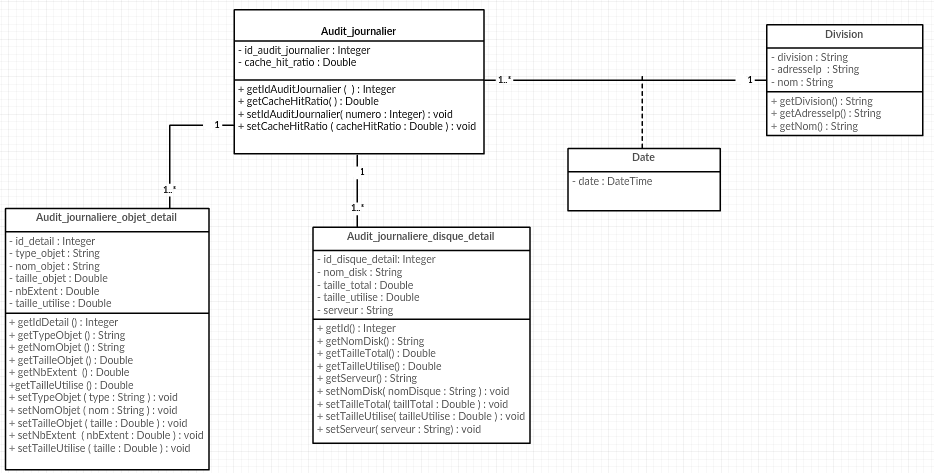 Audit_journalier
- id_audit_journalier : Integer
- cache_hit_ratio : Double
+ getIdAuditJournalier ( ) : Integer
+ getCacheHitRatio( ) : Double
+ setIdAuditJournalier( numero : Integer) : void
+ setCacheHitRatio ( cacheHitRatio : Double ) : void
1..*
1
Division
- division : String
- adresseIp : String
- nom : String
+ getDivision() : String
+ getAdresseIp() : String
+ getNom() : String
Date
- date : DateTime
1
1..*
1
1..*
Audit_journaliere_objet_detail
- id_detail : Integer
- type_objet : String
- nom_objet : String
- taille_objet : Double
- nbExtent : Double
- taille_utilise : Double
+ getIdDetail () : Integer
+ getTypeObjet () : String
+ getNomObjet () : String
+ getTailleObjet () : Double
+ getNbExtent () : Double
+getTailleUtilise () : Double
+ setTypeObjet ( type : String ) : void
+ setNomObjet ( nom : String ) : void
+ setTailleObjet ( taille : Double ) : void
+ setNbExtent ( nbExtent : Double ) : void
+ setTailleUtilise ( taille : Double ) : void
Audit_journaliere_disque_detail
- id_disque_detail: Integer
- nom_disk : String
- taille_total : Double
- taille_utilise : Double
- serveur : String
+ getId() : Integer
+ getNomDisk() : String
+ getTailleTotal() : Double
+ getTailleUtilise() : Double
+ getServeur() : String
+ setNomDisk( nomDisque : String ) : void
+ setTailleTotal( taillTotal : Double ) : void
+ setTailleUtilise( tailleUtilise : Double ) : void
+ setServeur( serveur : String) : void